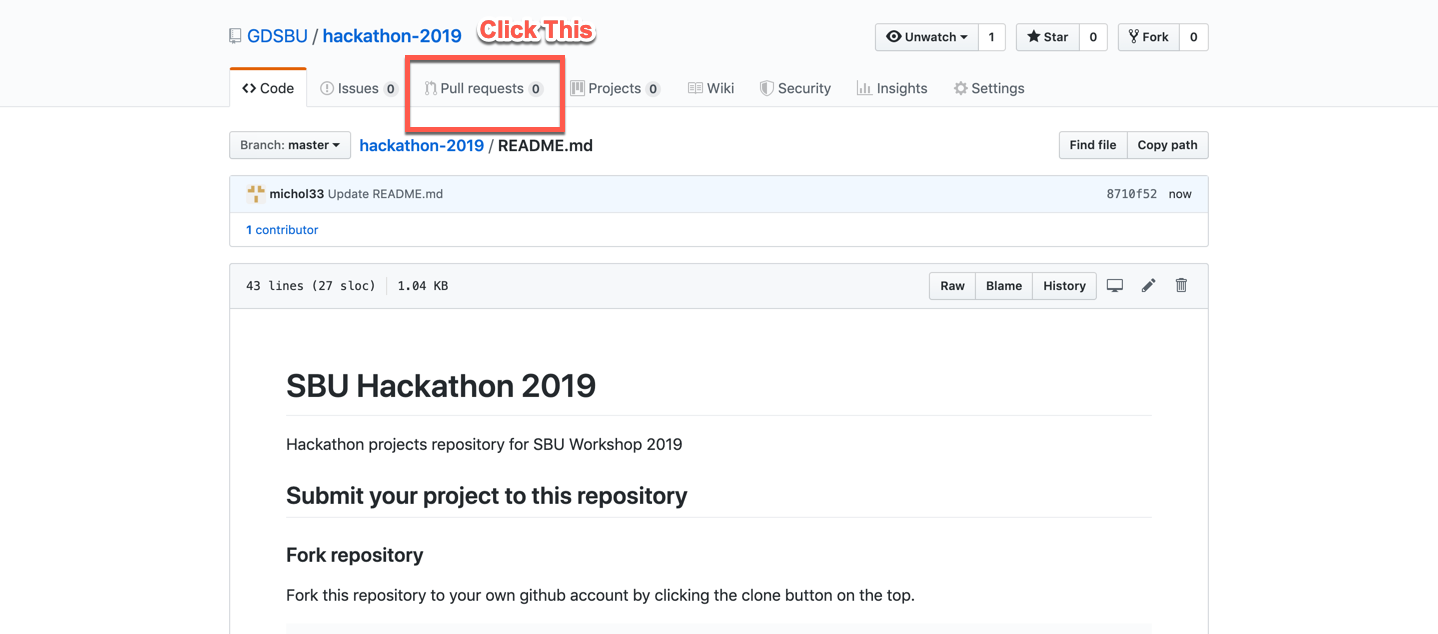 GDSBU / hackathon-2019 Click This Unwatch 1 Star 0 Fork 0
Code Issues 0 Pull requests 0 Projects 0 Wiki Security Insights Settings
Branch: master hackathon-2019 / README.md Find file Copy path
michol33 Update README.md 8710f52 now
1 contributor
43 lines (27 sloc) 1.04 KB Raw Blame History
SBU Hackathon 2019
Hackathon projects repository for SBU Workshop 2019
Submit your project to this repository
Fork repository
Fork this repository to your own github account by clicking the clone button on the top.